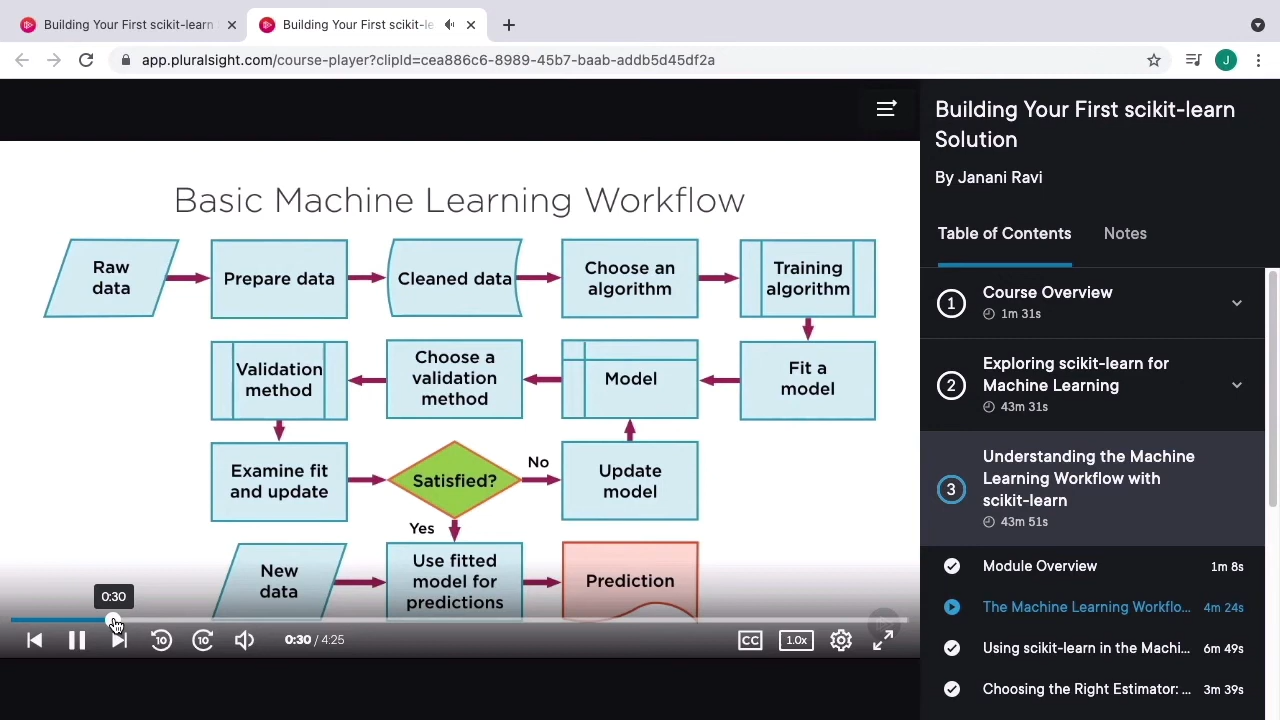 Building Your First scikit-learn
Building Your First scikit-le
app.pluralsight.com/course-player?clipId=cea886c6-8989-45b7-baab-addb5d45df2a
J
Basic Machine Learning Workflow
Raw
data
Prepare data
Cleaned data
Choose an
algorithm
Training
algorithm
Validation
method
Choose a
validation
method
Model
Fit a
model
Examine fit
and update
Satisfied?
No
Update
model
Yes
New
data
Use fitted
model for
predictions
Prediction
0:30
10
10
0:30 / 4:25
CC
1.0x
Building Your First scikit-learn
Solution
By Janani Ravi
Table of Contents
Notes
1
Course Overview
1m 31s
2
Exploring scikit-learn for
Machine Learning
43m 31s
3
Understanding the Machine
Learning Workflow with
scikit-learn
43m 51s
Module Overview 1m 8s
The Machine Learning Workflo... 4m 24s
Using scikit-learn in the Machi... 6m 49s
Choosing the Right Estimator: ... 3m 39s